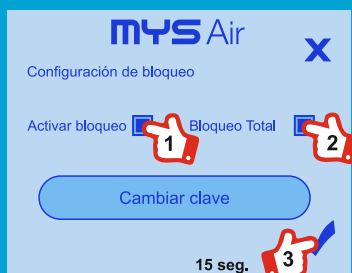 mys Air
X
Configuración de bloqueo
Activar bloqueo 1 Bloqueo Total 2
Cambiar clave
15 seg. 3